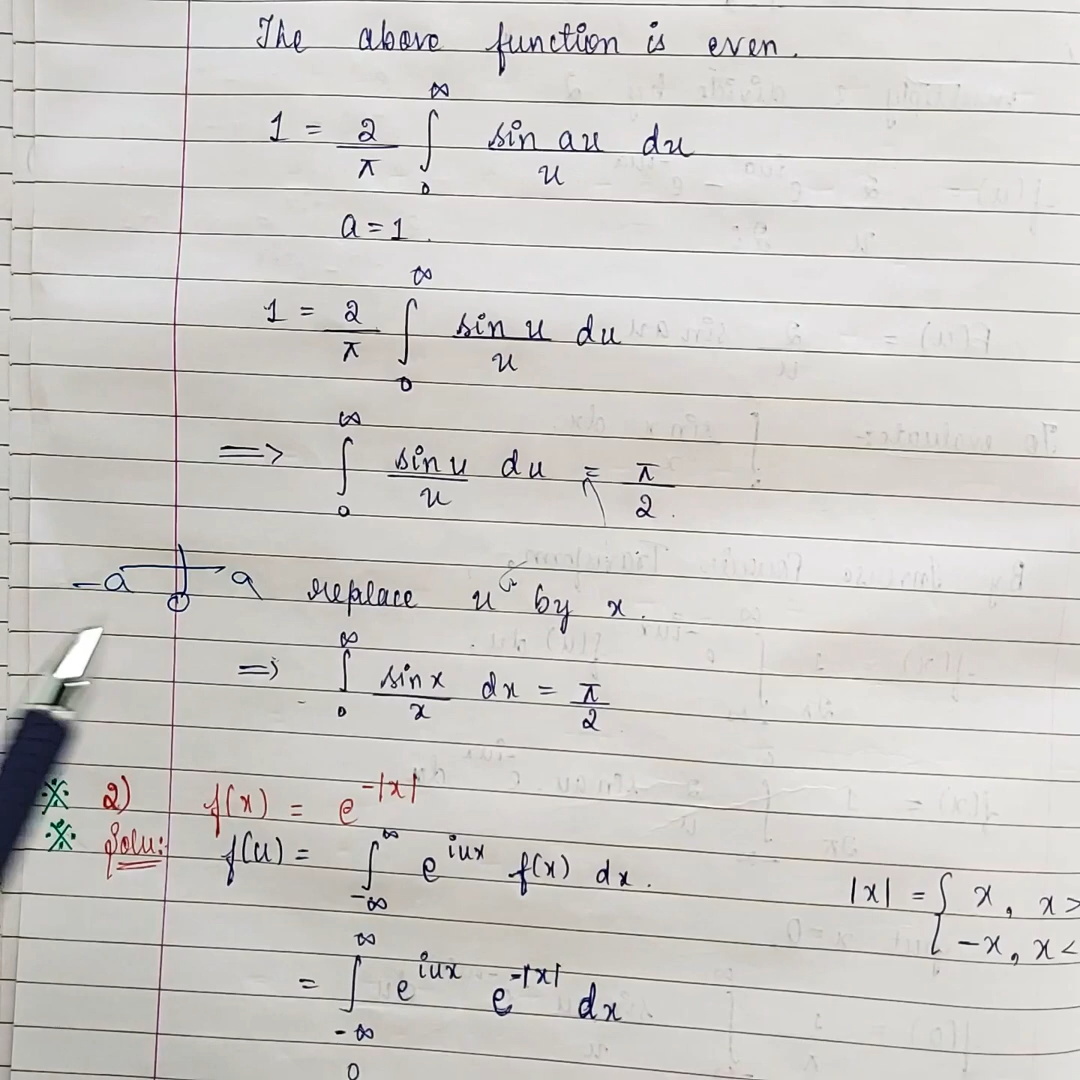 The above function is even.
1 = 2/π ∫₀^∞ sin au/u du
a = 1.
1 = 2/π ∫₀^∞ sin u/u du
⟹ ∫₀^∞ sin u/u du = π/2.
-a a replace u by x.
⟹ ∫₀^∞ sin x/x dx = π/2
※ 2) f(x) = e^{-|x|}
※ Solu: f(u) = ∫_{-∞}^∞ e^{iux} f(x) dx. |x| = { x, x >
{ -x, x <
= ∫_{-∞}^∞ e^{iux} e^{-|x|} dx
0